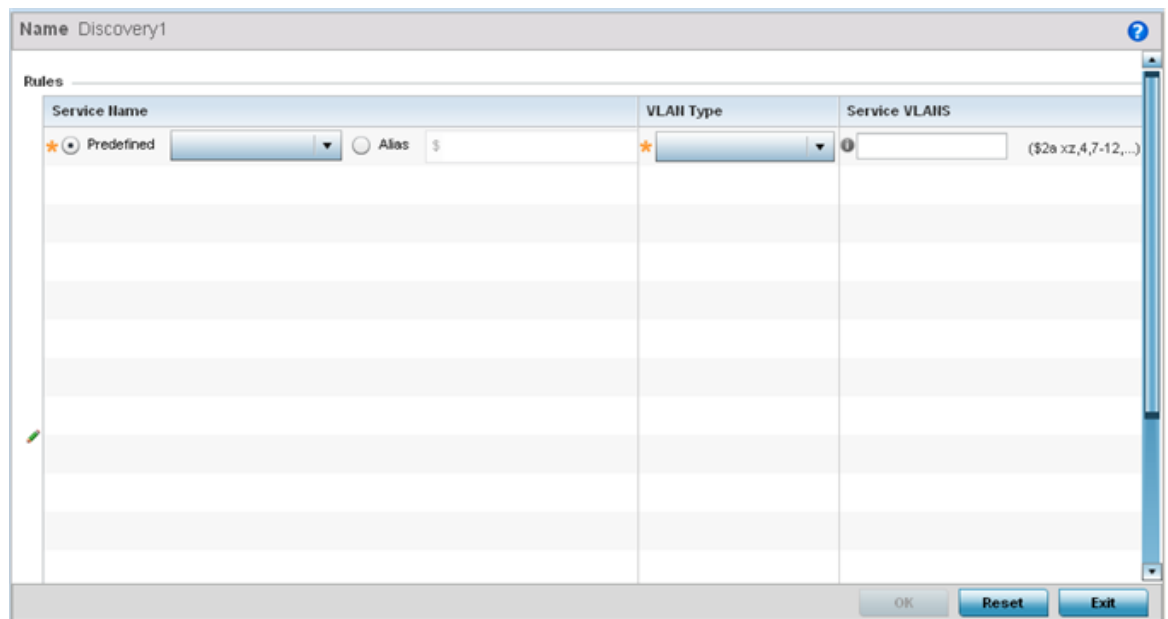 Name Discovery1
Rules
Service Name VLAN Type Service VLANS
Predefined Alias $ ($2a xz,4,7-12,...)
OK Reset Exit